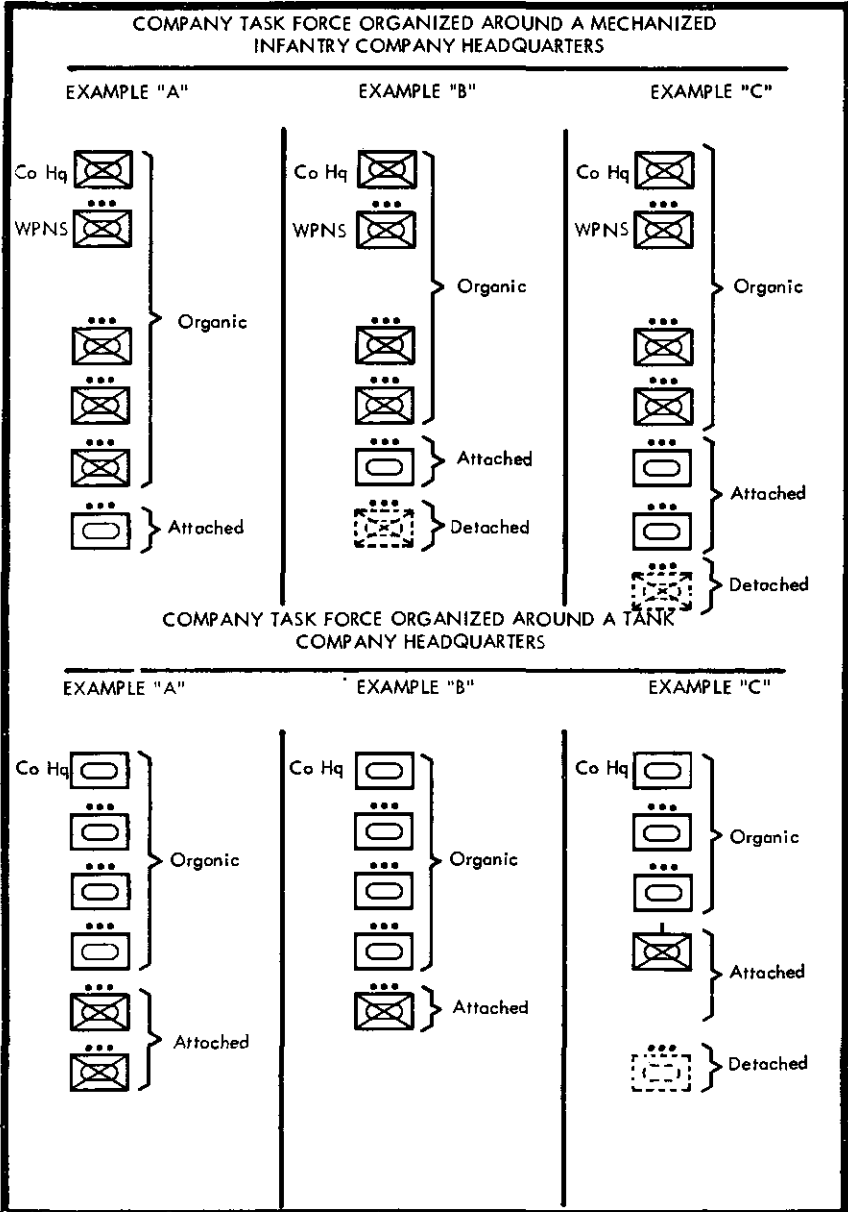 COMPANY TASK FORCE ORGANIZED AROUND A MECHANIZED
INFANTRY COMPANY HEADQUARTERS
EXAMPLE "A"
EXAMPLE "B"
EXAMPLE "C"
Co Hq
WPNS
Organic
Attached
Co Hq
WPNS
Organic
Attached
Detached
Co Hq
WPNS
Organic
Attached
Detached
COMPANY TASK FORCE ORGANIZED AROUND A TANK
COMPANY HEADQUARTERS
EXAMPLE "A"
EXAMPLE "B"
EXAMPLE "C"
Co Hq
Organic
Attached
Co Hq
Organic
Attached
Co Hq
Organic
Attached
Detached